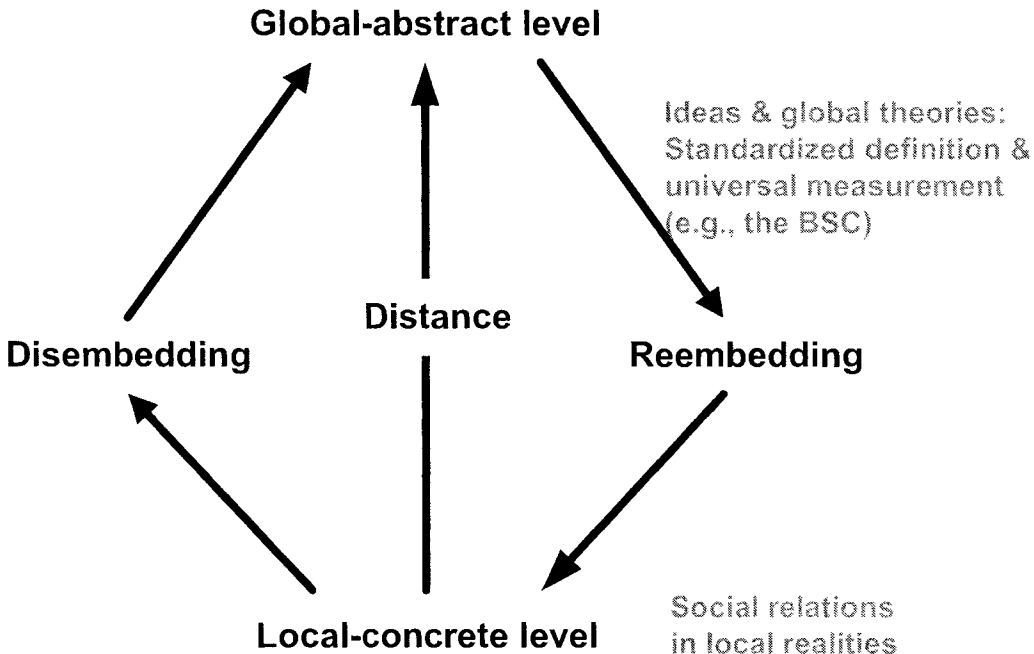 Global-abstract level
Ideas & global theories:
Standardized definition &
universal measurement
(e.g., the BSC)
Distance
Disembedding
Reembedding
Social relations
in local realities
Local-concrete level